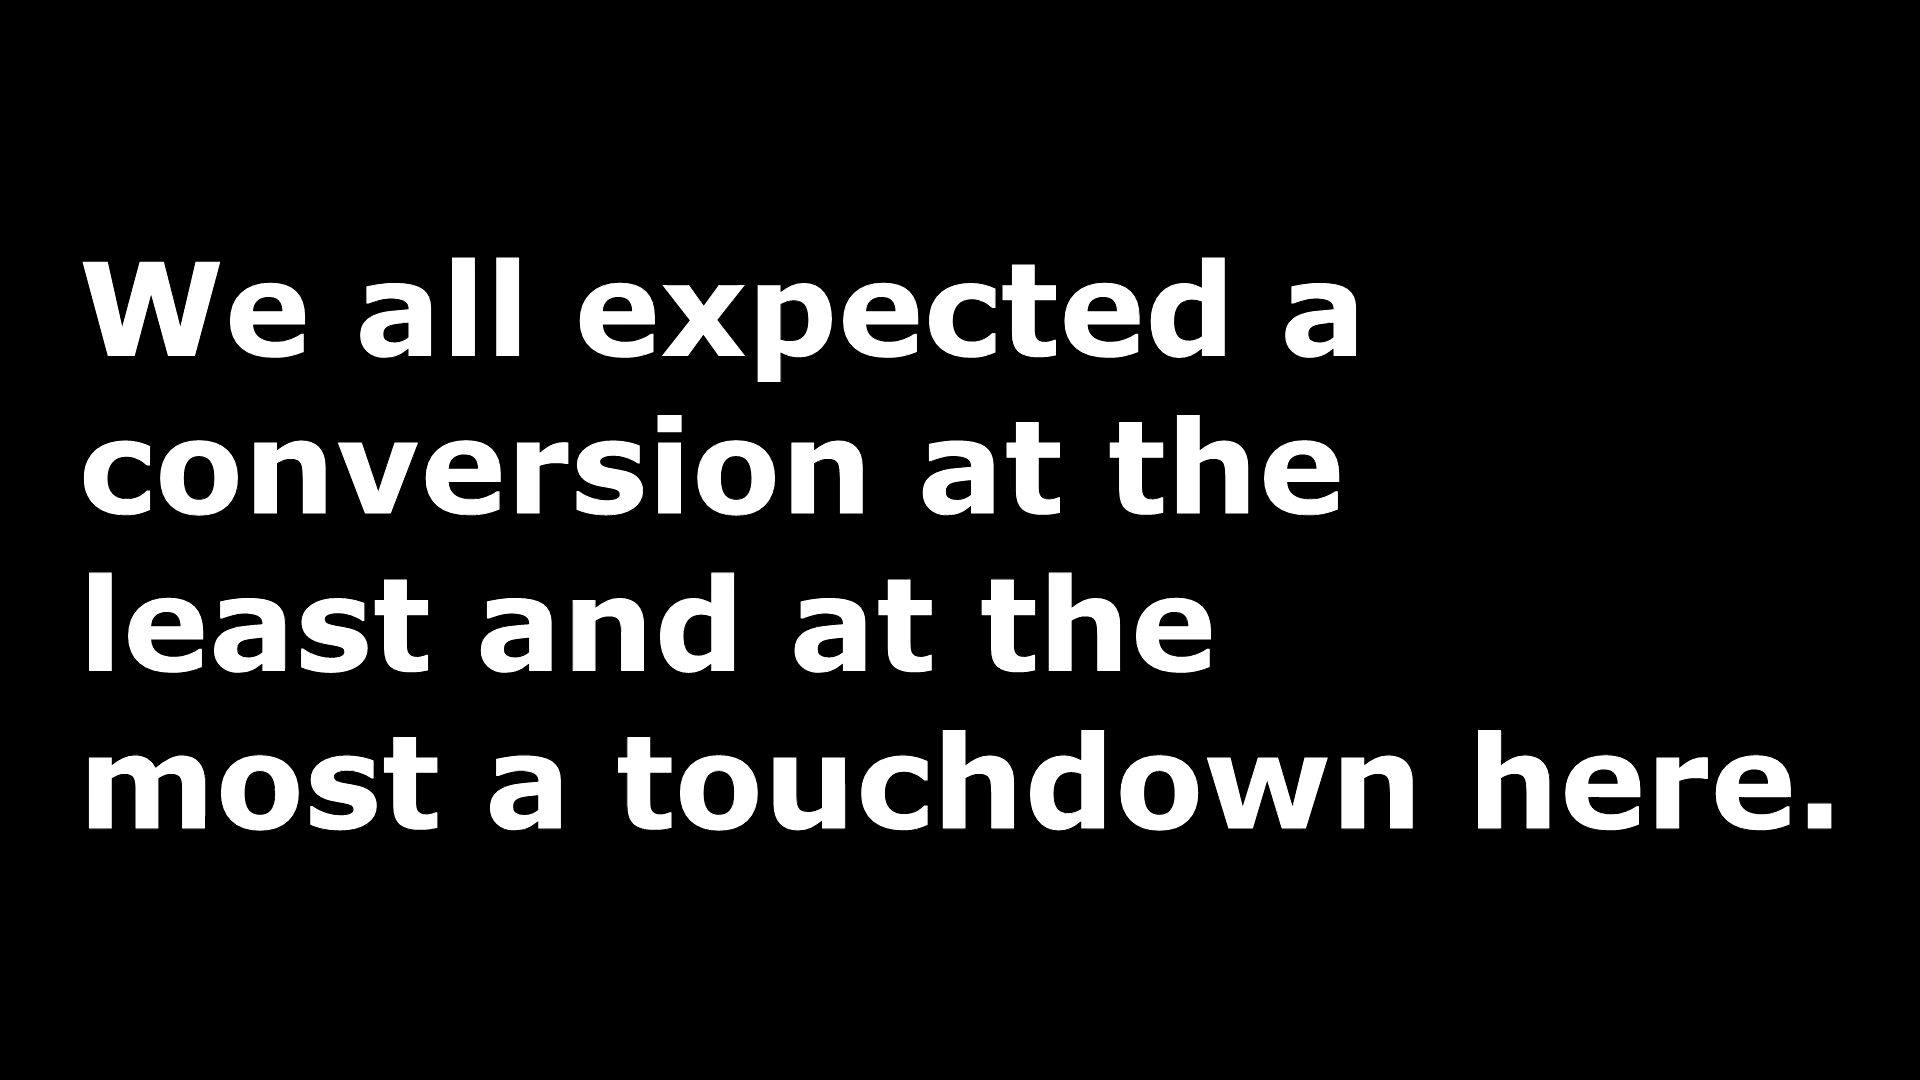 We all expected a
conversion at the
least and at the
most a touchdown here.